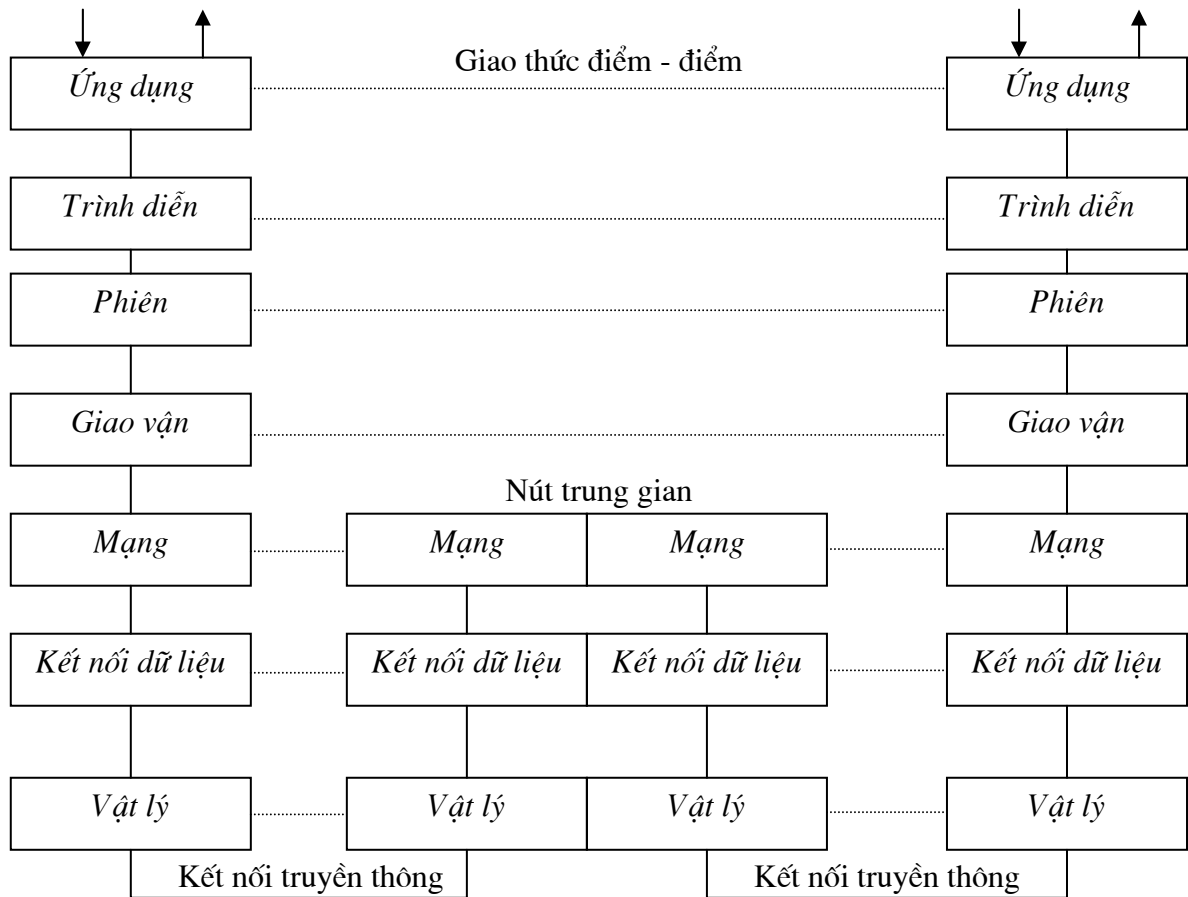 Giao thức điểm - điểm
Ứng dụng
Ứng dụng
Trình diễn
Trình diễn
Phiên
Phiên
Giao vận
Giao vận
Nút trung gian
Mạng
Mạng
Mạng
Mạng
Kết nối dữ liệu
Kết nối dữ liệu
Kết nối dữ liệu
Kết nối dữ liệu
Vật lý
Vật lý
Vật lý
Vật lý
Kết nối truyền thông
Kết nối truyền thông